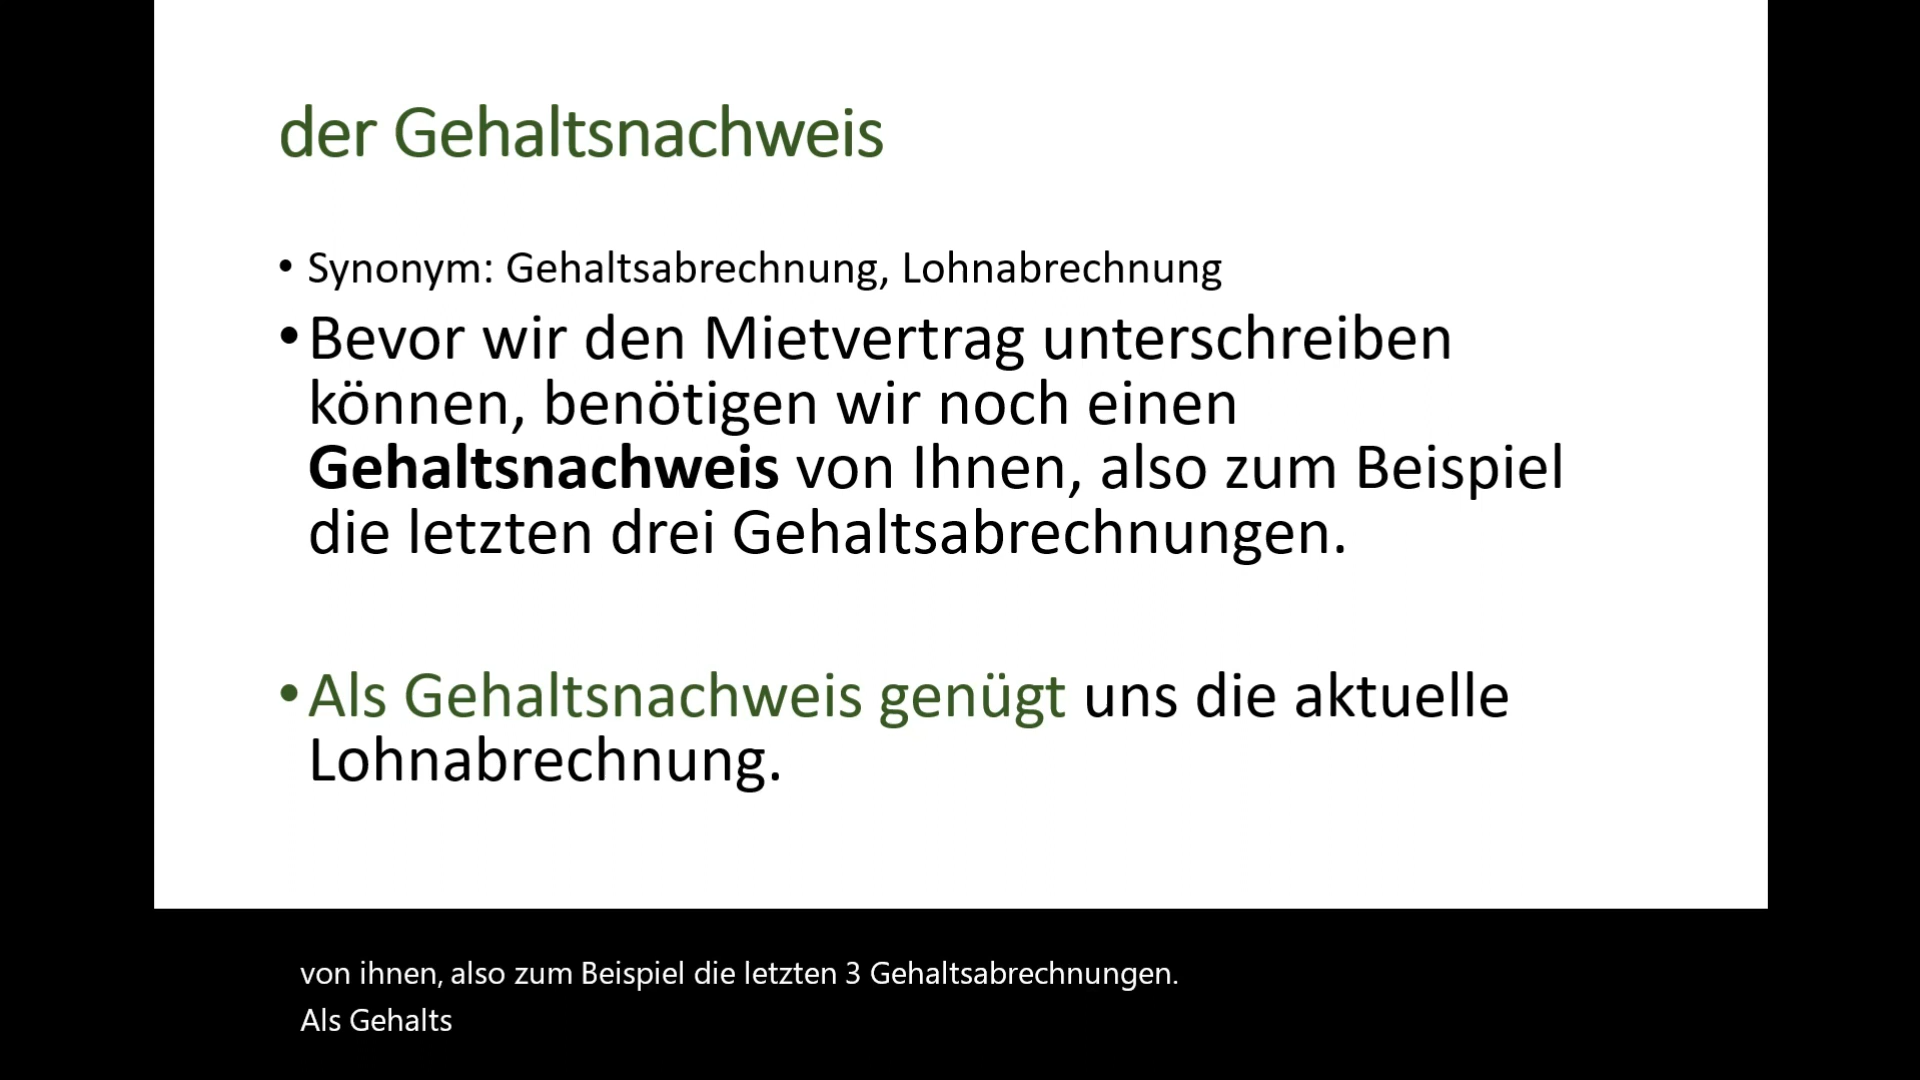 der Gehaltsnachweis
• Synonym: Gehaltsabrechnung, Lohnabrechnung
• Bevor wir den Mietvertrag unterschreiben
können, benötigen wir noch einen
Gehaltsnachweis von Ihnen, also zum Beispiel
die letzten drei Gehaltsabrechnungen.
• Als Gehaltsnachweis genügt uns die aktuelle
Lohnabrechnung.
von ihnen, also zum Beispiel die letzten 3 Gehaltsabrechnungen.
Als Gehalts